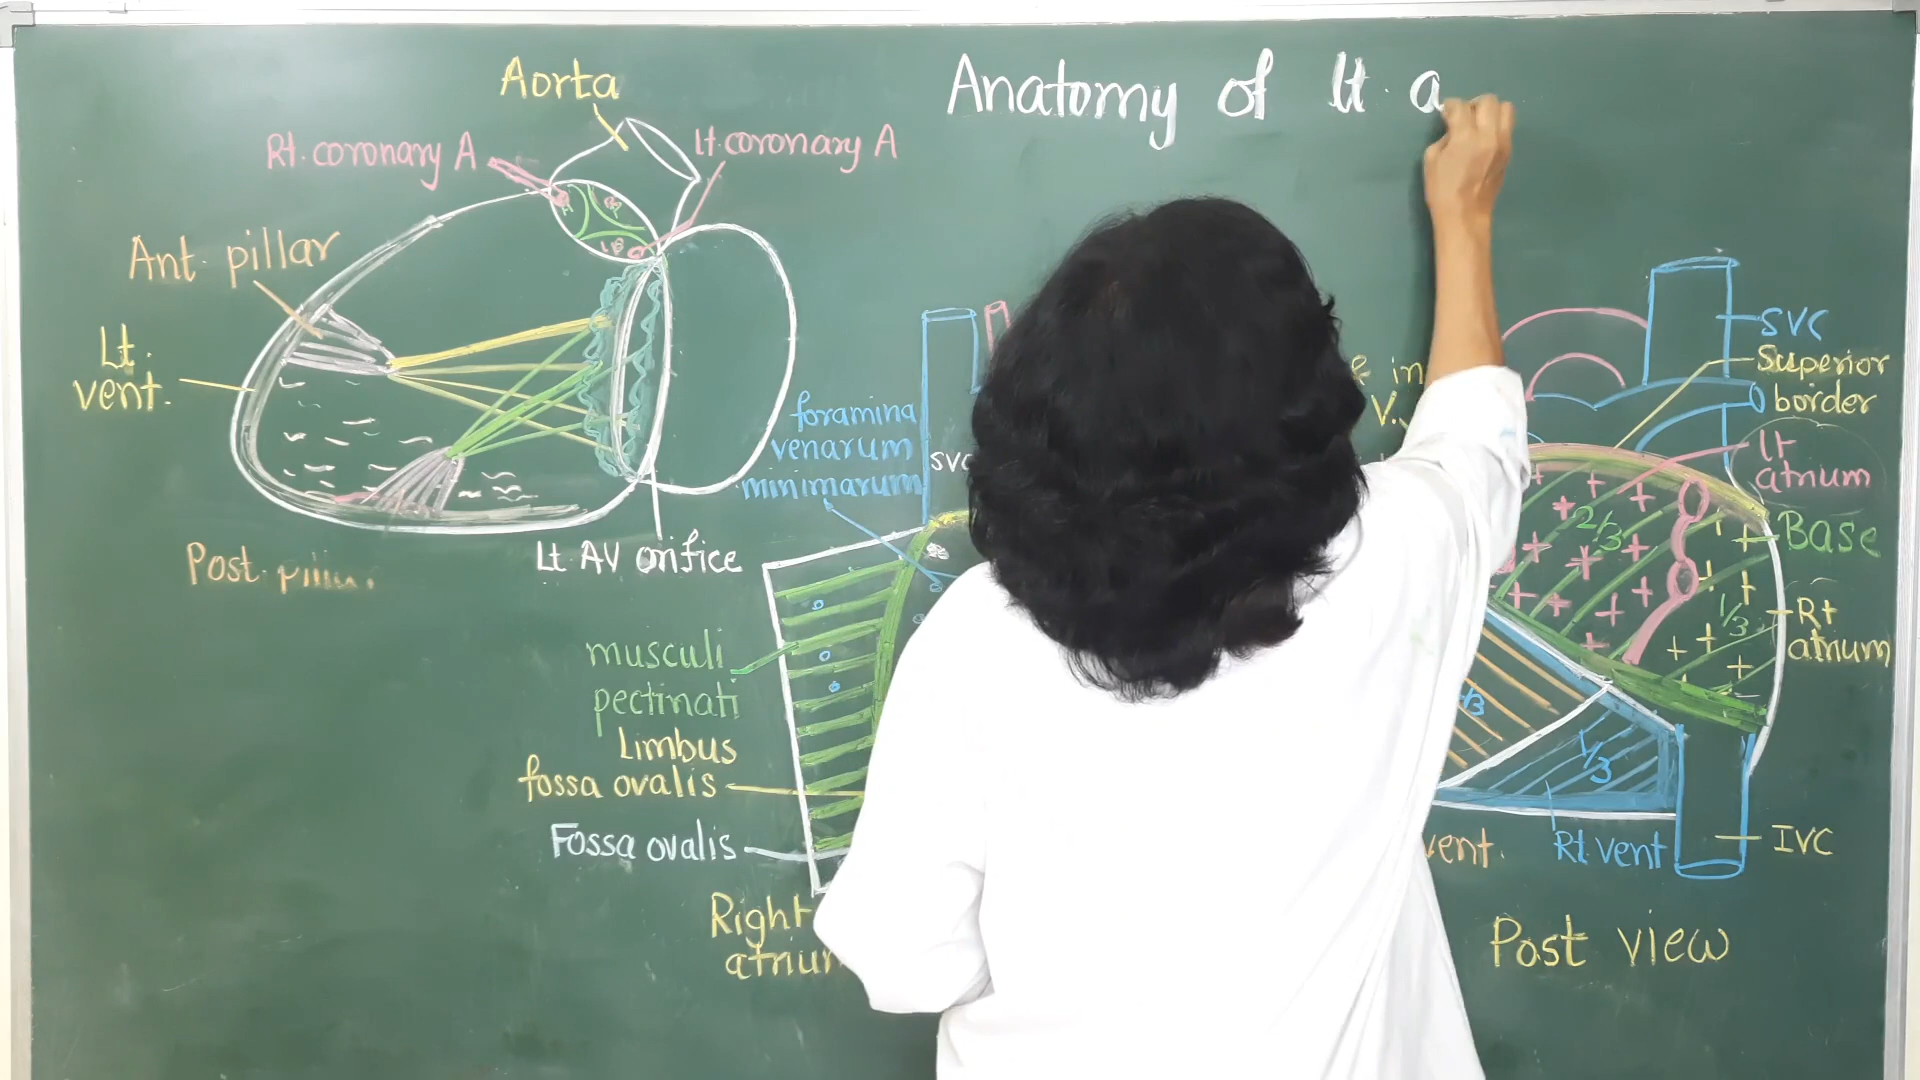 Anatomy of lt. a
Aorta
Rt. coronary A
lt. coronary A
Ant. pillar
Lt.
vent.
Post.
Lt. AV orifice
foramina
venarum
minimarum
SVC
musculi
pectinati
Limbus
fossa ovalis
Fossa ovalis
Right
atrium
in
V.
SVC
Superior
border
lt
atrium
Base
Rt
atrium
2/3
1/3
1/3
vent.
Rt. vent
IVC
Post view